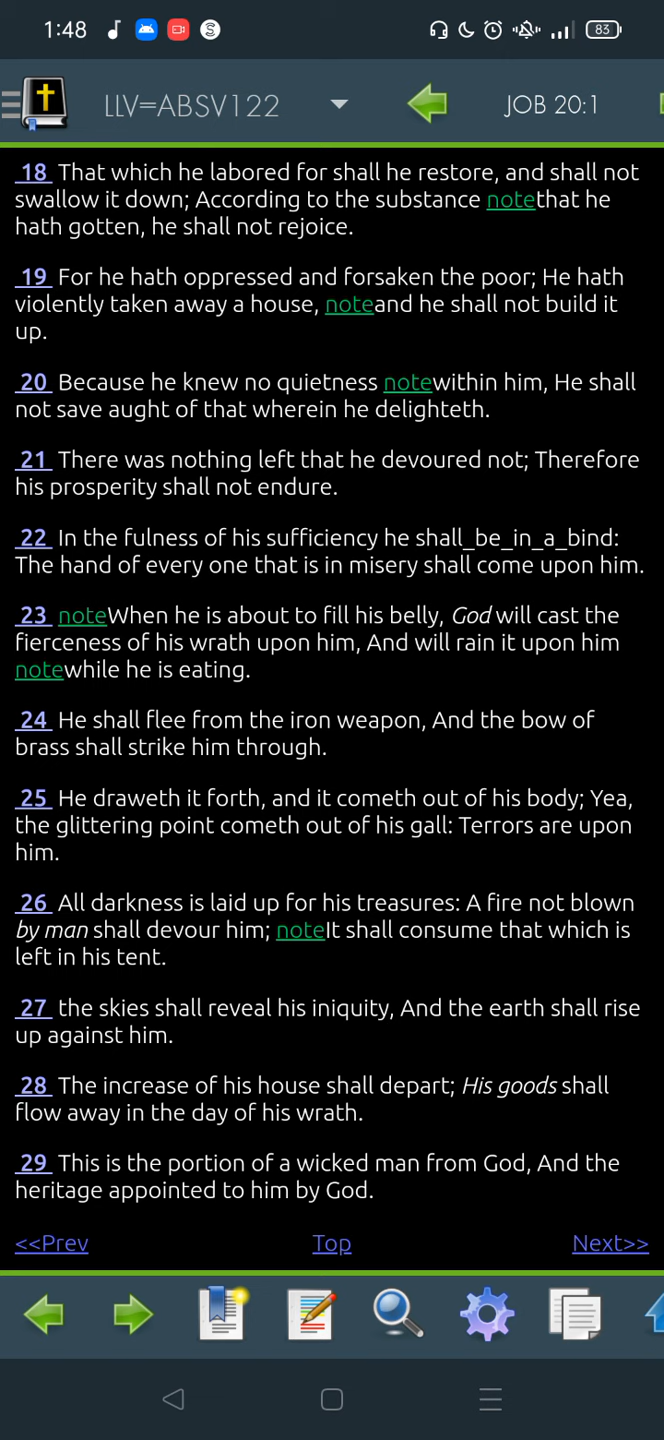 1:48
83
LLV=ABSV122
JOB 20:1
18 That which he labored for shall he restore, and shall not
swallow it down; According to the substance notethat he
hath gotten, he shall not rejoice.
19 For he hath oppressed and forsaken the poor; He hath
violently taken away a house, noteand he shall not build it
up.
20 Because he knew no quietness notewithin him, He shall
not save aught of that wherein he delighteth.
21 There was nothing left that he devoured not; Therefore
his prosperity shall not endure.
22 In the fulness of his sufficiency he shall_be_in_a_bind:
The hand of every one that is in misery shall come upon him.
23 noteWhen he is about to fill his belly, God will cast the
fierceness of his wrath upon him, And will rain it upon him
notewhile he is eating.
24 He shall flee from the iron weapon, And the bow of
brass shall strike him through.
25 He draweth it forth, and it cometh out of his body; Yea,
the glittering point cometh out of his gall: Terrors are upon
him.
26 All darkness is laid up for his treasures: A fire not blown
by man shall devour him; noteIt shall consume that which is
left in his tent.
27 the skies shall reveal his iniquity, And the earth shall rise
up against him.
28 The increase of his house shall depart; His goods shall
flow away in the day of his wrath.
29 This is the portion of a wicked man from God, And the
heritage appointed to him by God.
<<Prev
Top
Next>>